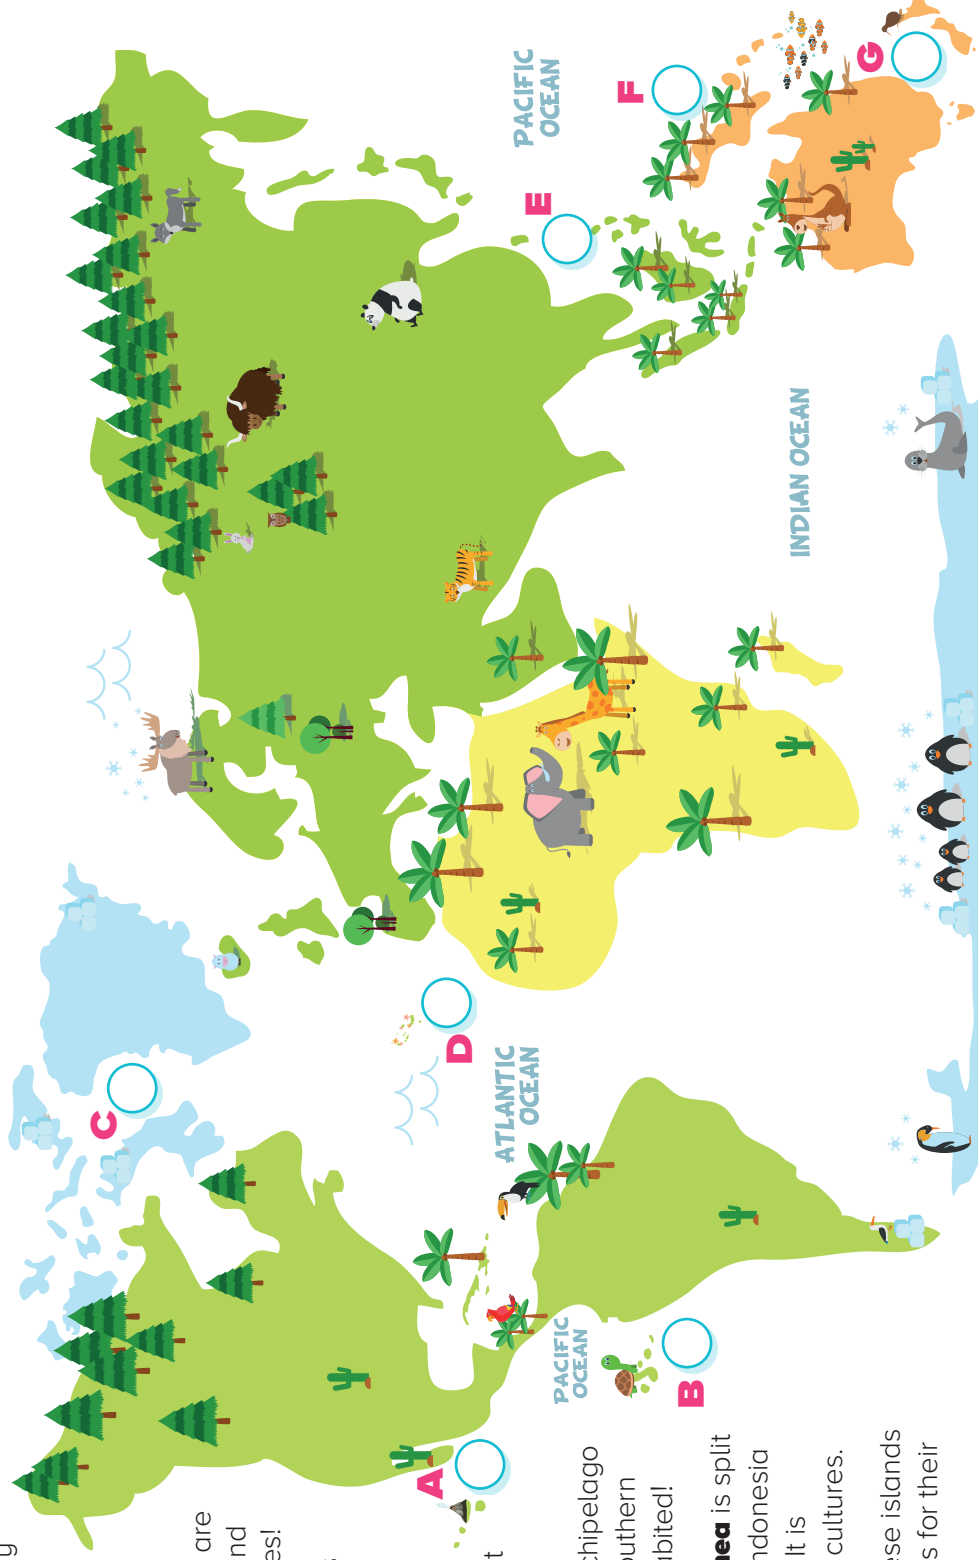 y
are
nd
es!
s
t
chipelago
outhern
abited!
nea is split
ndonesia
It is
cultures.
ese islands
s for their
A
B
C
D
E
F
G
PACIFIC
OCEAN
ATLANTIC
OCEAN
INDIAN OCEAN
PACIFIC
OCEAN